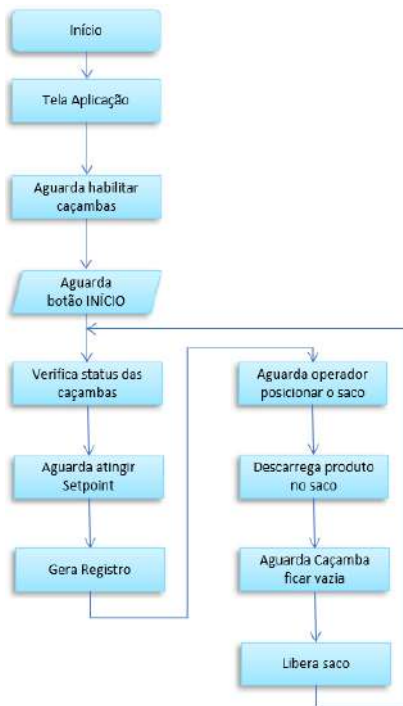 Início
Tela Aplicação
Aguarda habilitar
caçambas
Aguarda
botão INÍCIO
Verifica status das
caçambas
Aguarda atingir
Setpoint
Gera Registro
Aguarda operador
posicionar o saco
Descarrega produto
no saco
Aguarda Caçamba
ficar vazia
Libera saco